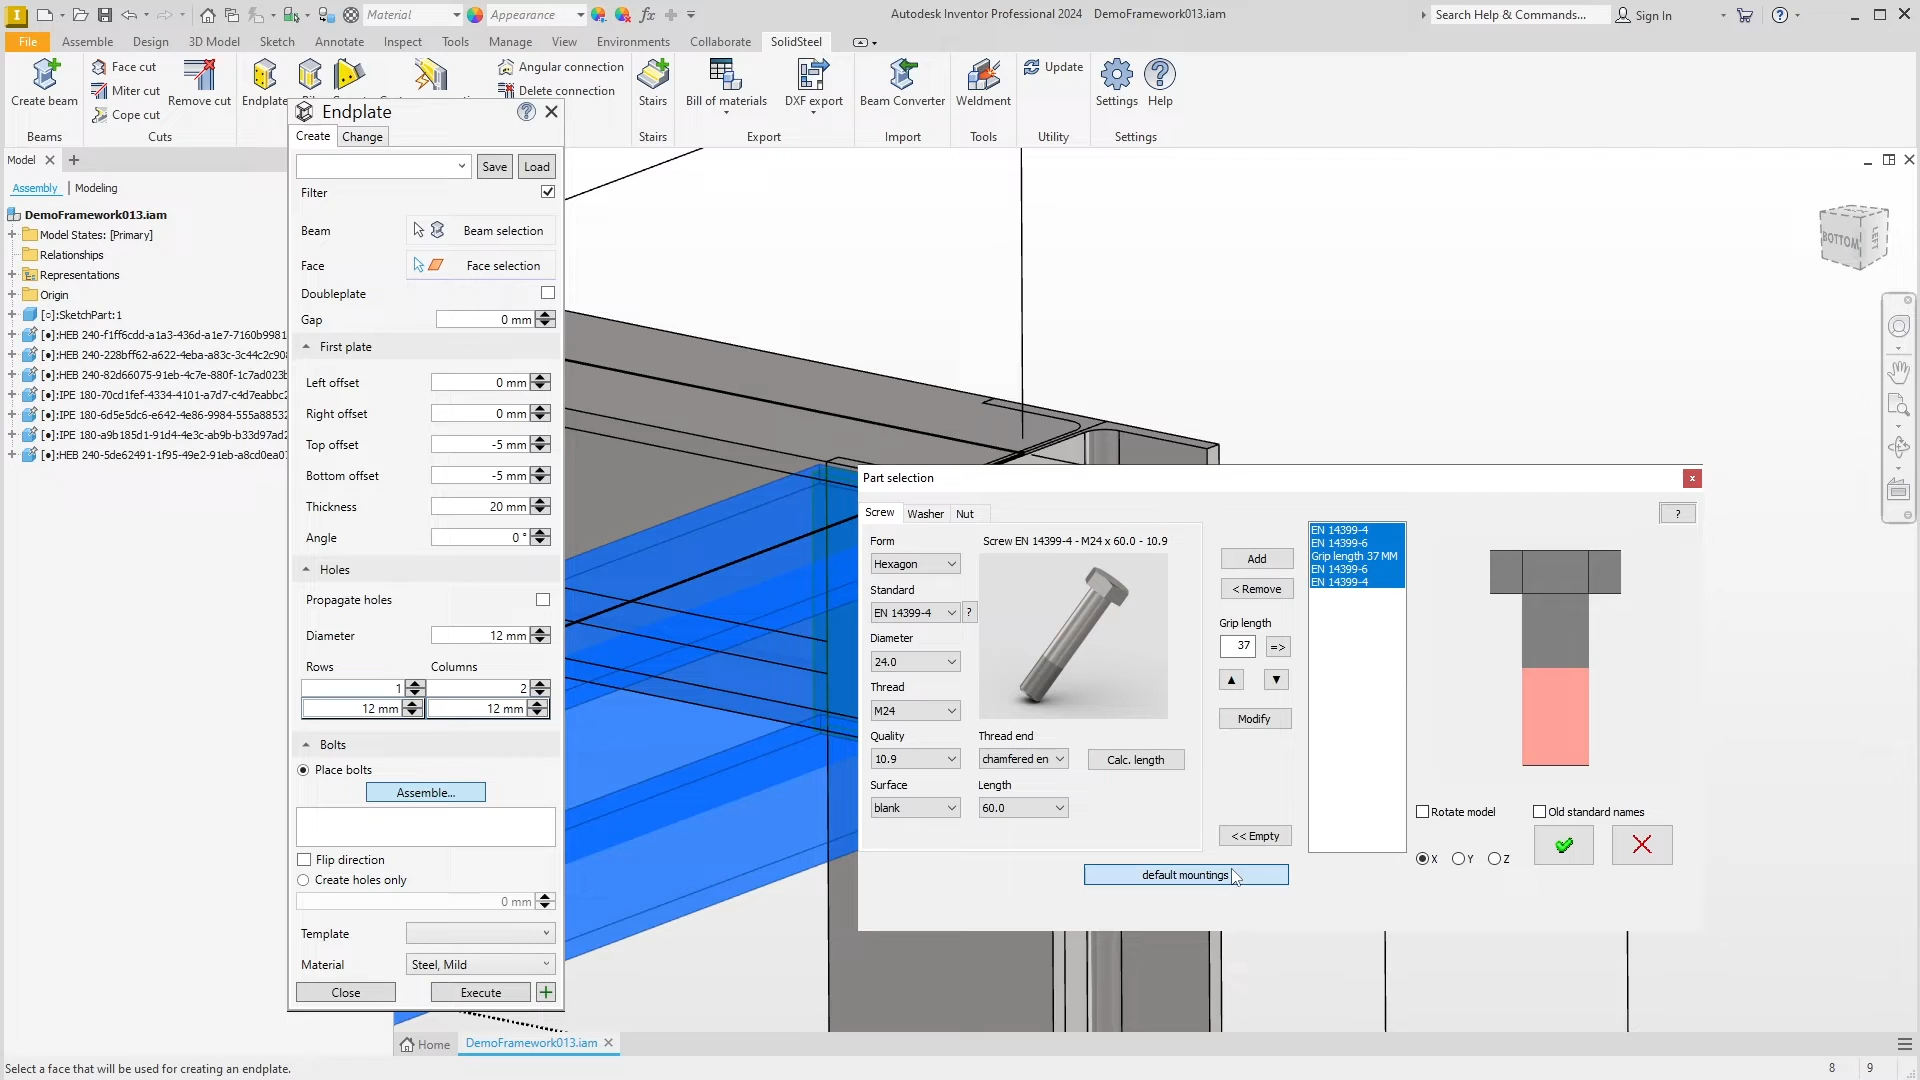 Material
Appearance
Autodesk Inventor Professional 2024 DemoFramework013.iam
Search Help & Commands...
Sign In
File
Assemble
Design
3D Model
Sketch
Annotate
Inspect
Tools
Manage
View
Environments
Collaborate
SolidSteel
Create beam
Face cut
Miter cut
Cope cut
Remove cut
Endplate
Angular connection
Delete connection
Stairs
Bill of materials
DXF export
Beam Converter
Weldment
Update
Settings
Help
Beams
Cuts
Stairs
Export
Import
Tools
Utility
Settings
Model
Assembly
Modeling
DemoFramework013.iam
Model States: [Primary]
Relationships
Representations
Origin
[○]:SketchPart:1
[●]:HEB 240-f1ff6cdd-a1a3-436d-a1e7-7160b9981
[●]:HEB 240-228bff62-a622-4eba-a83c-3c44c2c90
[●]:HEB 240-82d66075-91eb-4c7e-880f-1c7ad023b
[●]:IPE 180-70cd1fef-4334-4101-a7d7-c4d7eabbc2
[●]:IPE 180-6d5e5dc6-e642-4e86-9984-555a88532
[●]:IPE 180-a9b185d1-91d4-4e3c-ab9b-b33d97ad2
[●]:HEB 240-5de62491-1f95-49e2-91eb-a8cd0ea0
Endplate
Create
Change
Save
Load
Filter
Beam
Beam selection
Face
Face selection
Doubleplate
Gap
0 mm
First plate
Left offset
0 mm
Right offset
0 mm
Top offset
-5 mm
Bottom offset
-5 mm
Thickness
20 mm
Angle
0 °
Holes
Propagate holes
Diameter
12 mm
Rows
Columns
1
2
12 mm
12 mm
Bolts
Place bolts
Assemble...
Flip direction
Create holes only
0 mm
Template
Material
Steel, Mild
Close
Execute
Part selection
x
Screw
Washer
Nut
?
Form
Hexagon
Standard
EN 14399-4
?
Diameter
24.0
Thread
M24
Quality
10.9
Surface
blank
Screw EN 14399-4 - M24 x 60.0 - 10.9
Thread end
chamfered en
Calc. length
Length
60.0
Add
< Remove
Grip length
37
=>
▲
▼
Modify
<< Empty
default mountings
EN 14399-4
EN 14399-6
Grip length 37 MM
EN 14399-6
EN 14399-4
Rotate model
Old standard names
X
Y
Z
BOTTOM
LEFT
Home
DemoFramework013.iam
Select a face that will be used for creating an endplate.
8
9